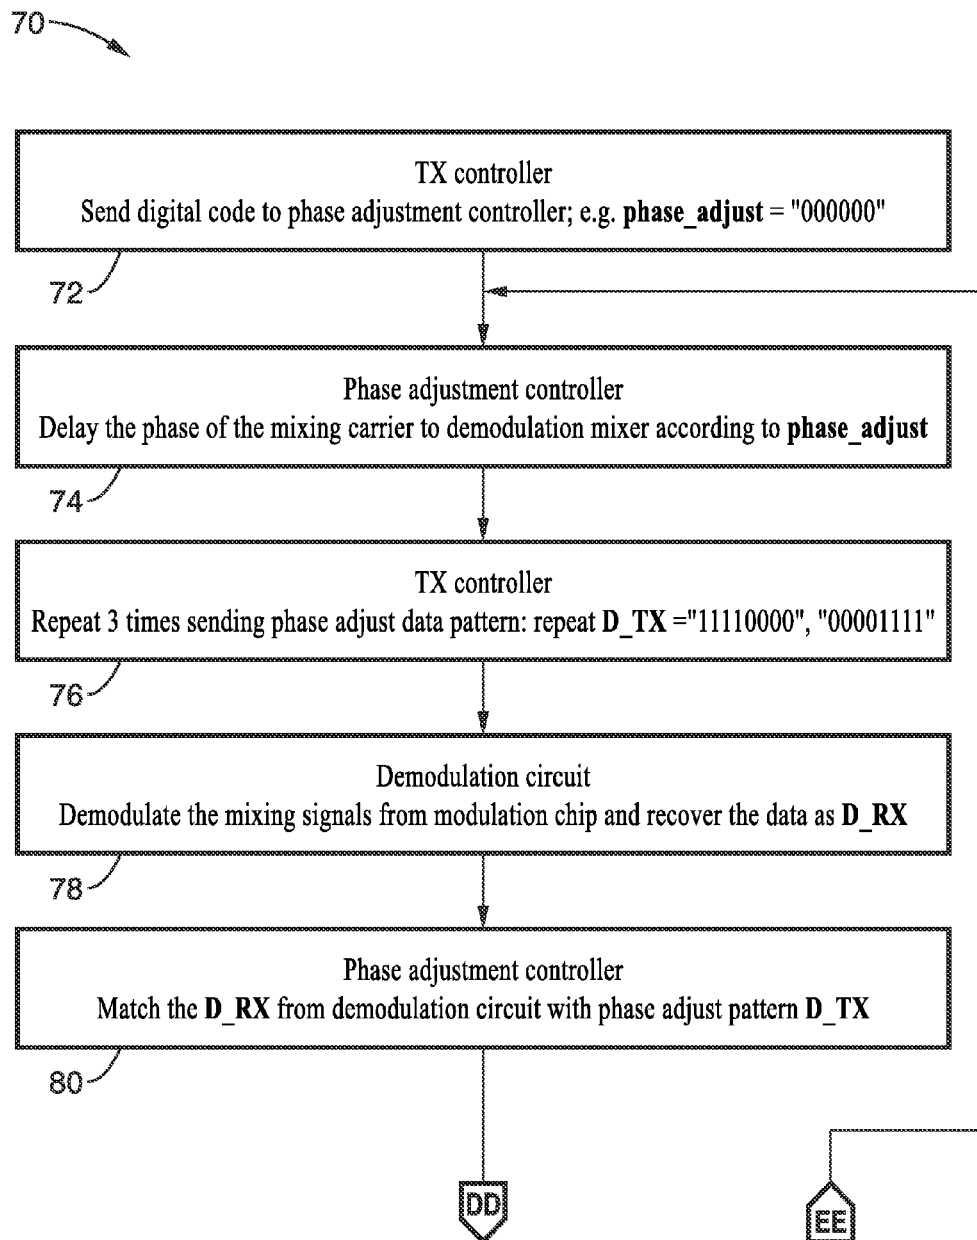 70
TX controller
Send digital code to phase adjustment controller; e.g. phase_adjust = "000000"
72
Phase adjustment controller
Delay the phase of the mixing carrier to demodulation mixer according to phase_adjust
74
TX controller
Repeat 3 times sending phase adjust data pattern: repeat D_TX ="11110000", "00001111"
76
Demodulation circuit
Demodulate the mixing signals from modulation chip and recover the data as D_RX
78
Phase adjustment controller
Match the D_RX from demodulation circuit with phase adjust pattern D_TX
80
DD
EE